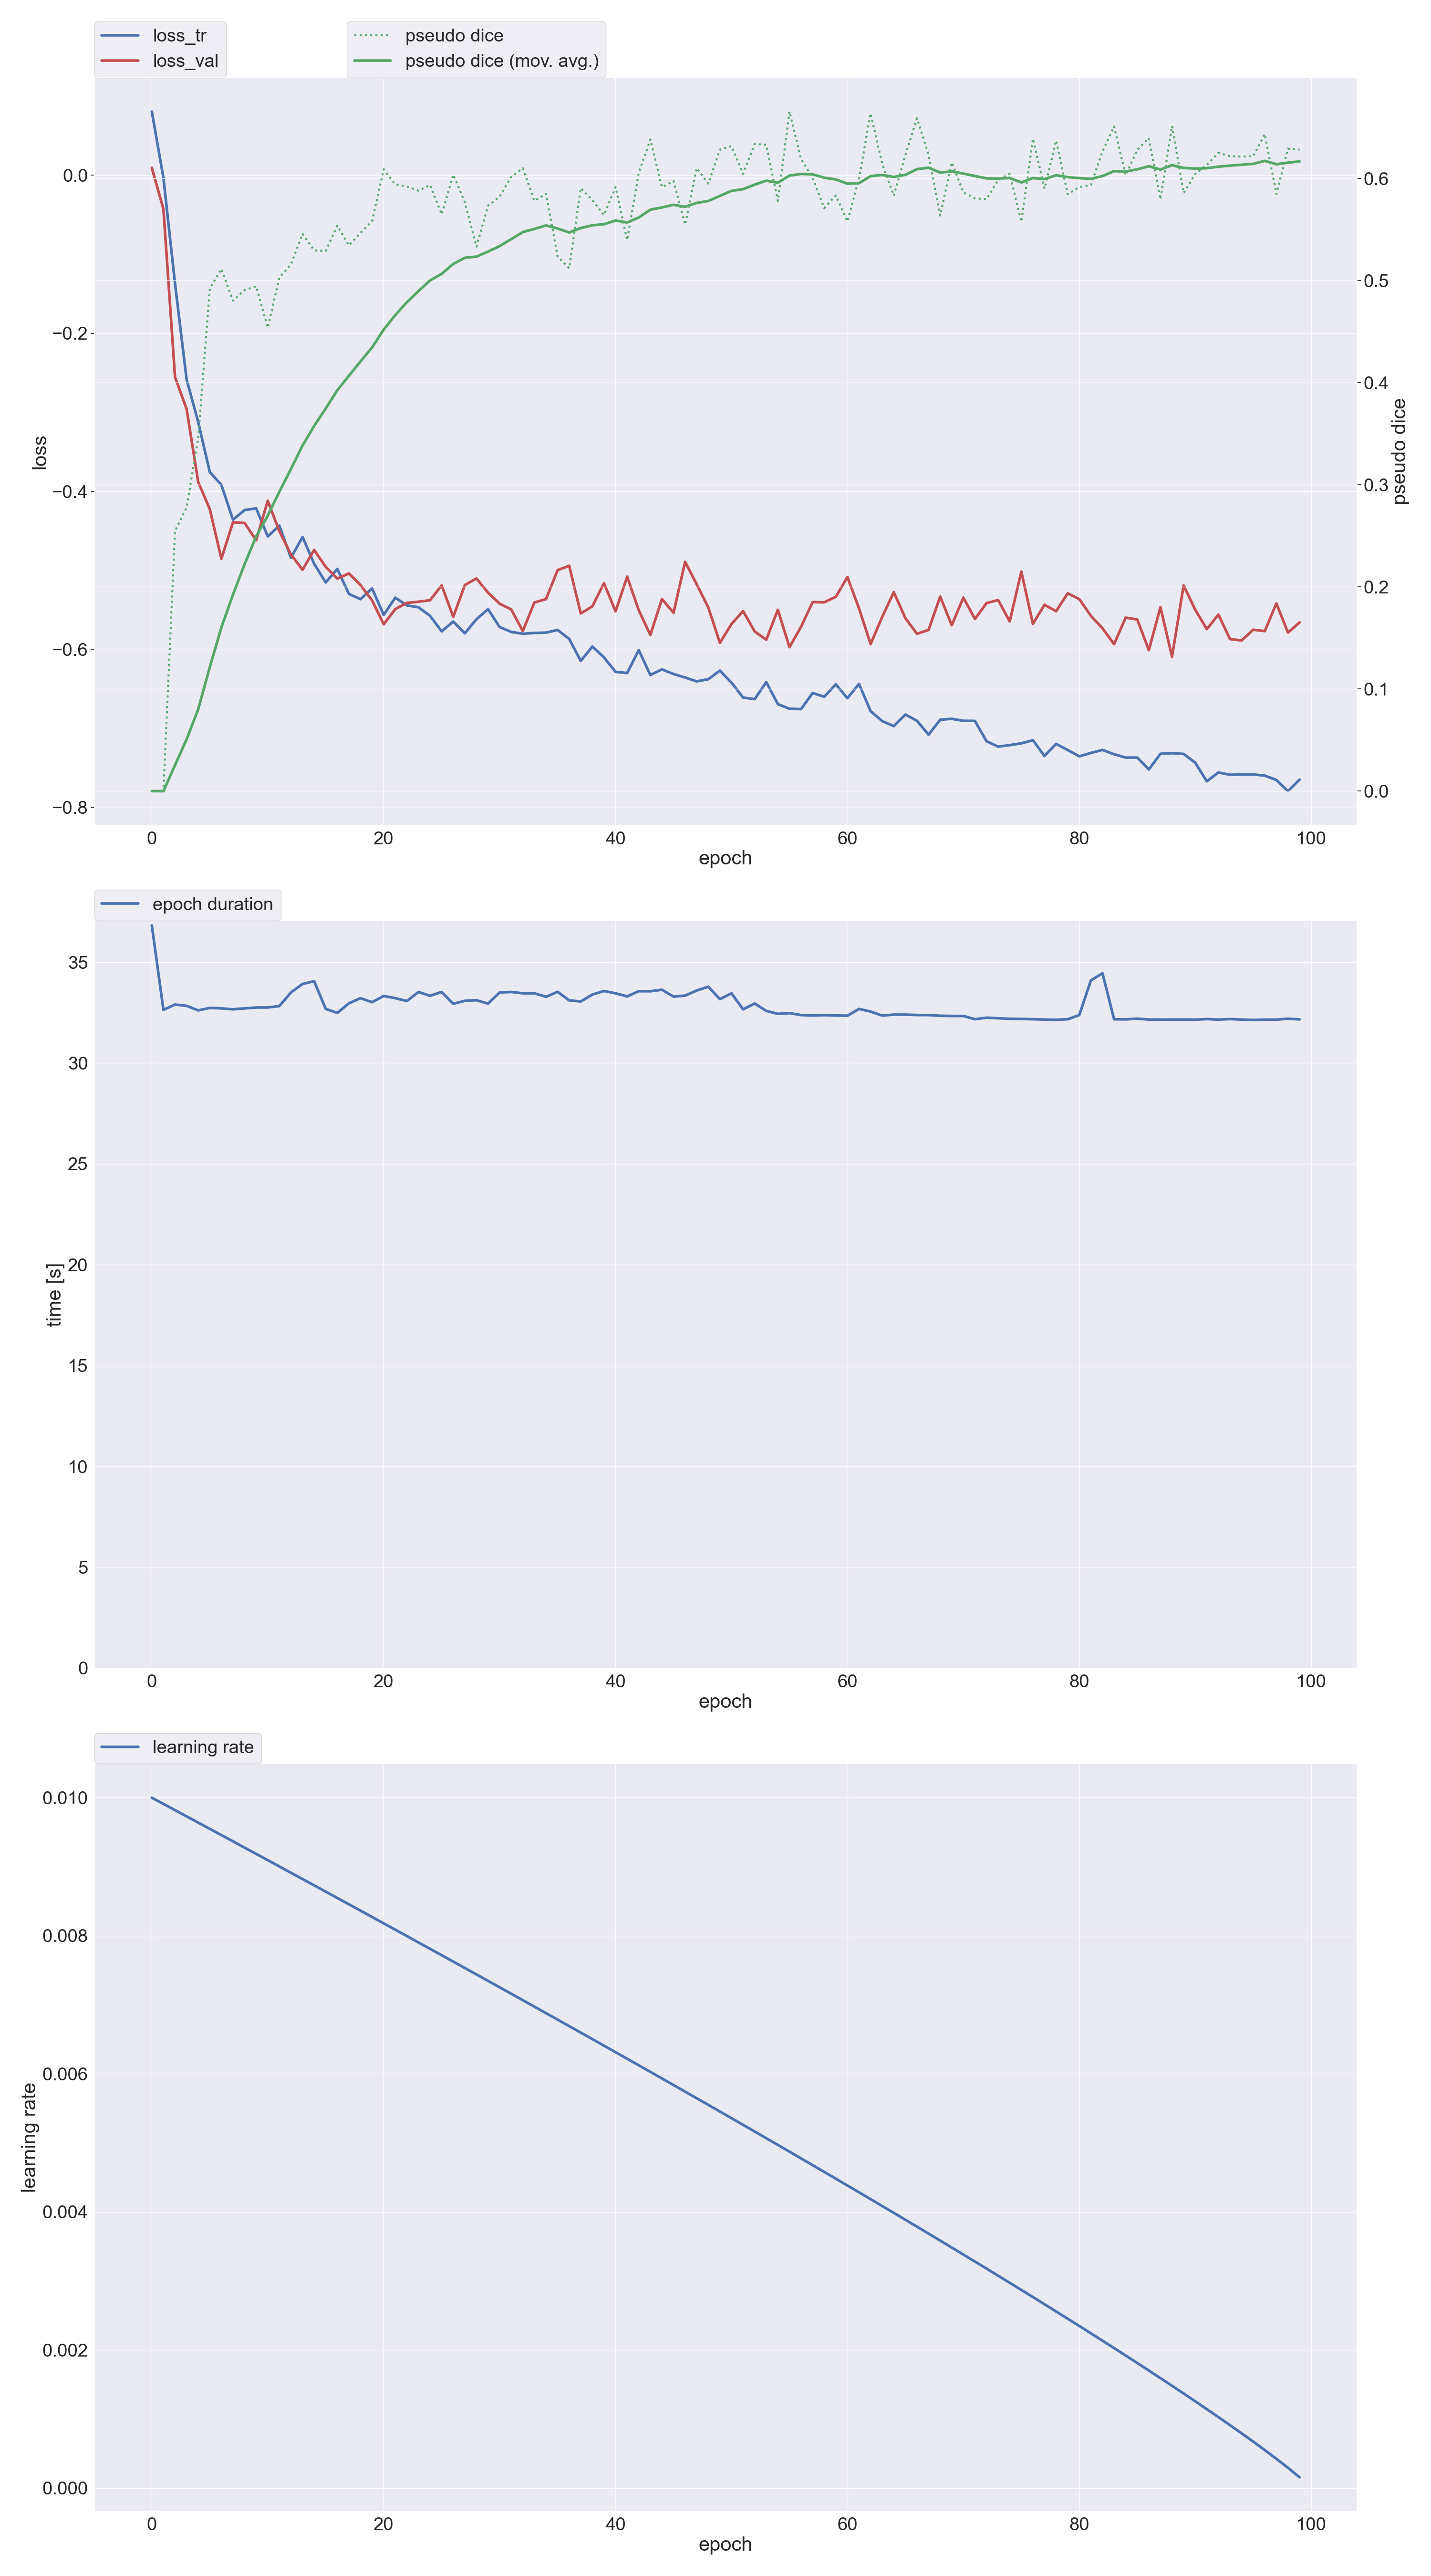 loss_tr
loss_val
pseudo dice
pseudo dice (mov. avg.)
0.0
−0.2
−0.4
−0.6
−0.8
loss
0.6
0.5
0.4
0.3
0.2
0.1
0.0
pseudo dice
0 20 40 60 80 100
epoch
epoch duration
35
30
25
20
15
10
5
0
time [s]
0 20 40 60 80 100
epoch
learning rate
0.010
0.008
0.006
0.004
0.002
0.000
learning rate
0 20 40 60 80 100
epoch